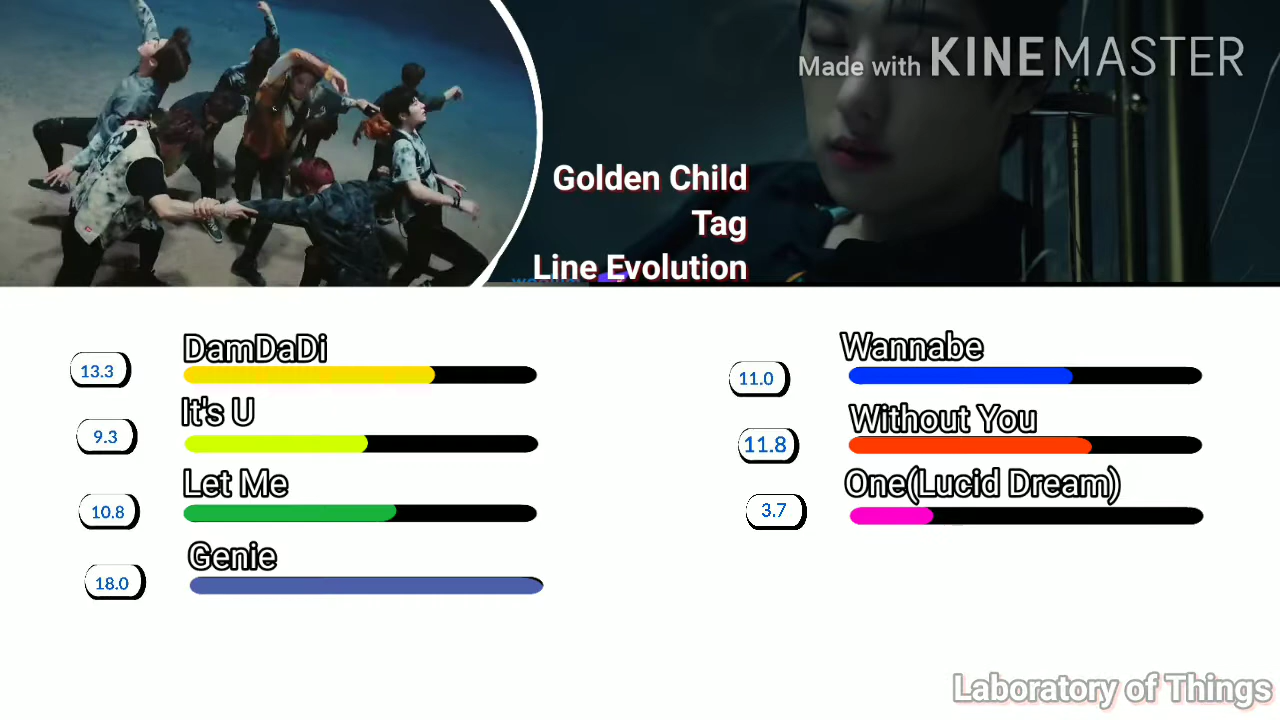 Made with KINEMASTER
Golden Child
Tag
Line Evolution
DamDaDi
13.3
It's U
9.3
Let Me
10.8
Genie
18.0
Wannabe
11.0
Without You
11.8
One(Lucid Dream)
3.7
Laboratory of Things